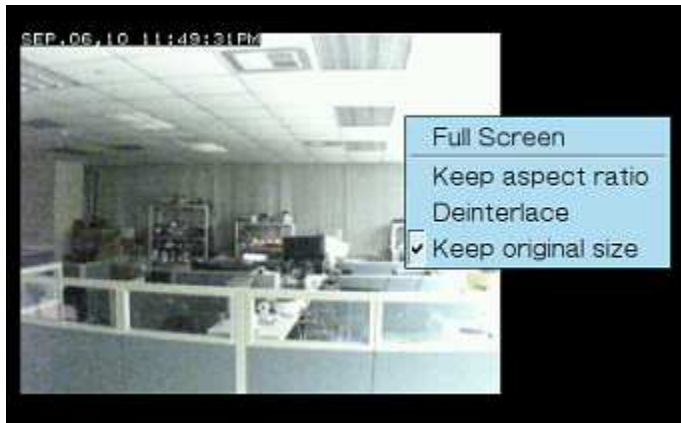 SEP.06.10 11:49:31PM
Full Screen
Keep aspect ratio
Deinterlace
Keep original size